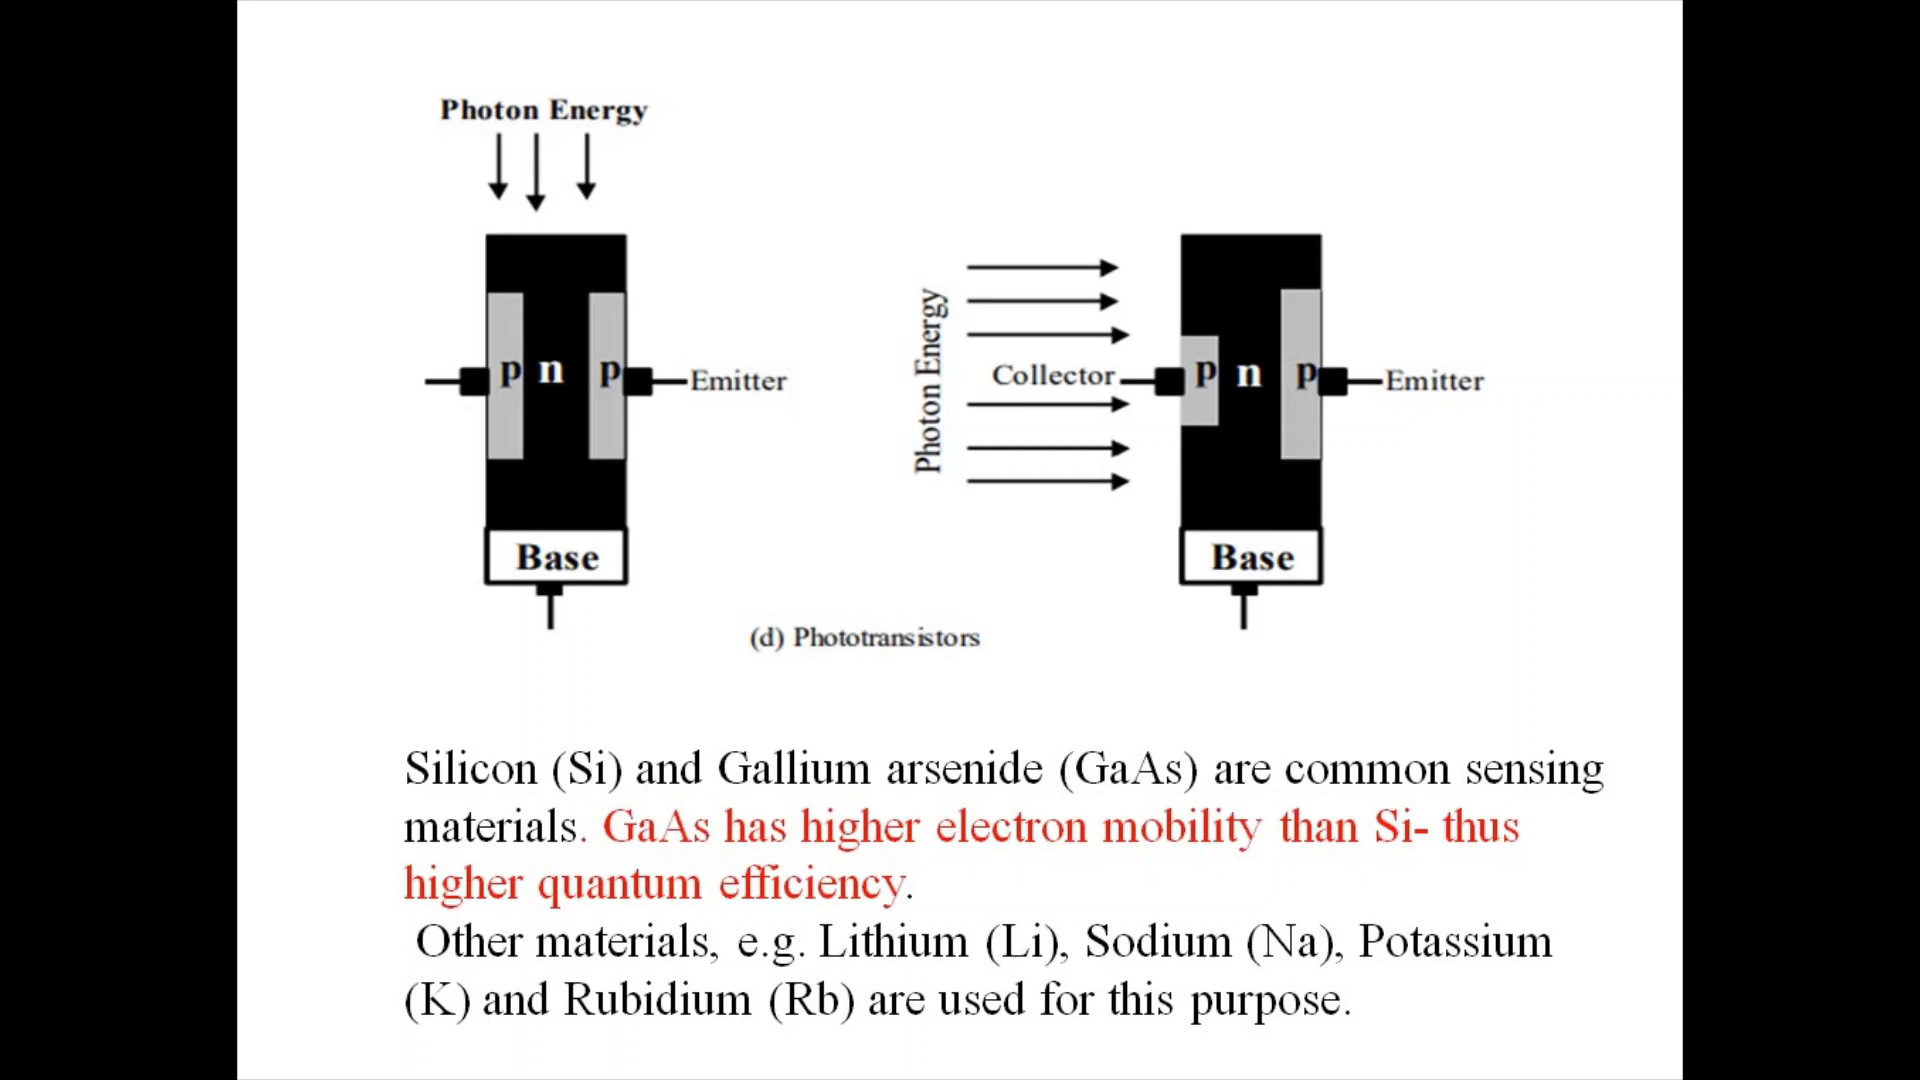 Photon Energy
p n p
Emitter
Base
Photon Energy
Collector
p n p
Emitter
Base
(d) Phototransistors
Silicon (Si) and Gallium arsenide (GaAs) are common sensing
materials. GaAs has higher electron mobility than Si- thus
higher quantum efficiency.
Other materials, e.g. Lithium (Li), Sodium (Na), Potassium
(K) and Rubidium (Rb) are used for this purpose.